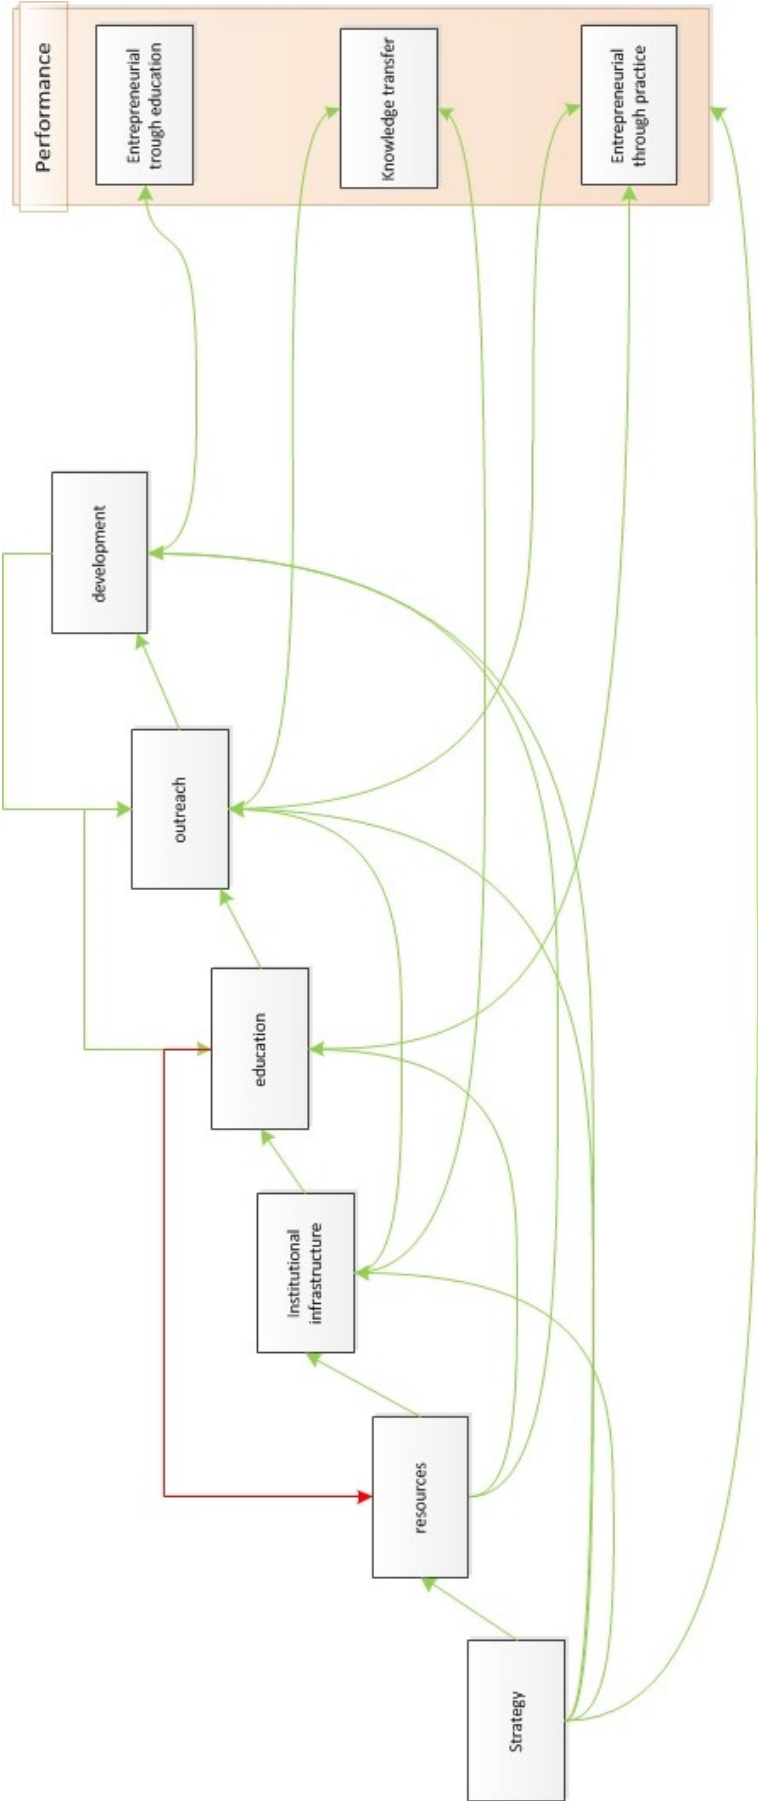 Performance
Entrepreneurial
trough education
Knowledge transfer
Entrepreneurial
through practice
development
outreach
education
Institutional
infrastructure
resources
Strategy